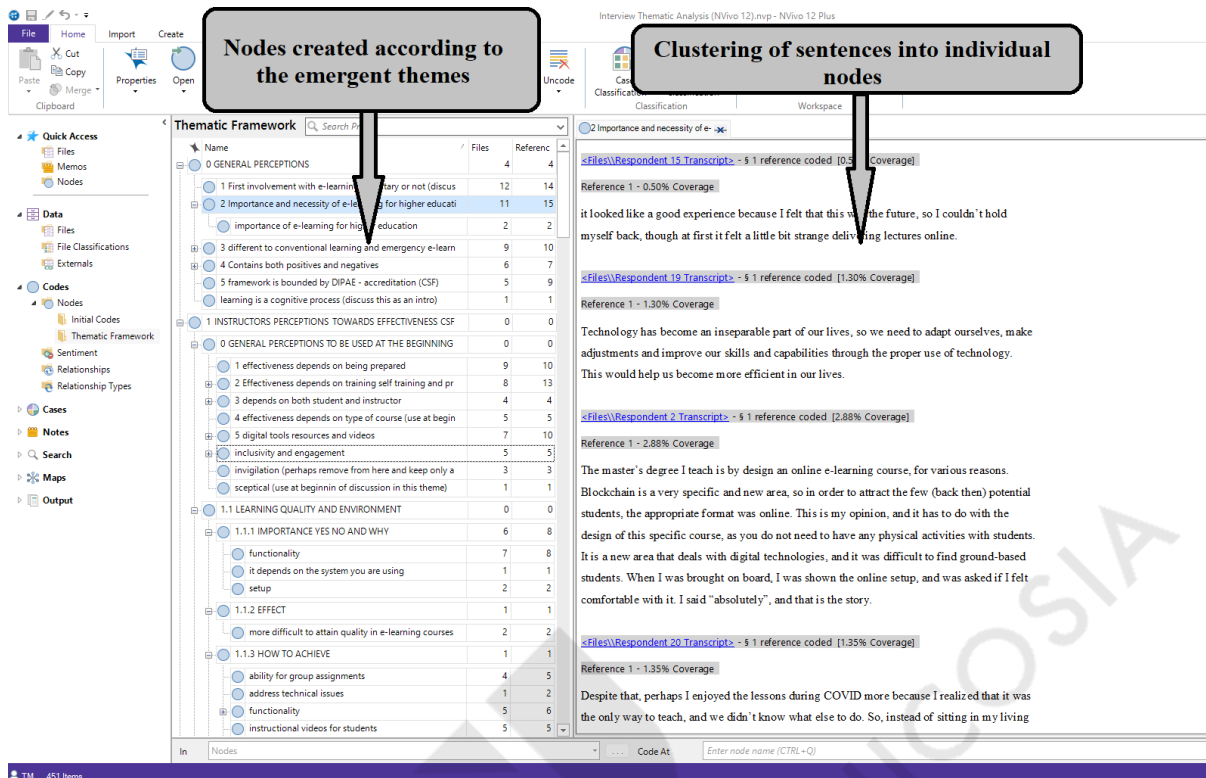 Interview Thematic Analysis (NVivo 12).nvp - NVivo 12 Plus
File Home Import Create
Paste
Cut
Copy
Merge
Clipboard
Properties
Open
Uncode
Case
Classification
Classification
Workspace
Nodes created according to
the emergent themes
Clustering of sentences into individual
nodes
Quick Access
Files
Memos
Nodes
Data
Files
File Classifications
Externals
Codes
Nodes
Initial Codes
Thematic Framework
Sentiment
Relationships
Relationship Types
Cases
Notes
Search
Maps
Output
Thematic Framework Search
Name Files Referenc
0 GENERAL PERCEPTIONS 4 4
1 First involvement with e-learning or not (discus 12 14
2 Importance and necessity of e- for higher educati 11 15
importance of e-learning for education 2 2
3 different to conventional learning and emergency e-learn 9 10
4 Contains both positives and negatives 6 7
5 framework is bounded by DIPAE - accreditation (CSF) 5 9
learning is a cognitive process (discuss this as an intro) 1 1
1 INSTRUCTORS PERCEPTIONS TOWARDS EFFECTIVENESS CSF 0 0
0 GENERAL PERCEPTIONS TO BE USED AT THE BEGINNING 0 0
1 effectiveness depends on being prepared 9 10
2 Effectiveness depends on training self training and pr 8 13
3 depends on both student and instructor 4 4
4 effectiveness depends on type of course (use at begin 5 5
5 digital tools resources and videos 7 10
inclusivity and engagement 5 5
invigilation (perhaps remove from here and keep only a 3 3
sceptical (use at beginnin of discussion in this theme) 1 1
1.1 LEARNING QUALITY AND ENVIRONMENT 0 0
1.1.1 IMPORTANCE YES NO AND WHY 6 8
functionality 7 8
it depends on the system you are using 1 1
setup 2 2
1.1.2 EFFECT 1 1
more difficult to attain quality in e-learning courses 2 2
1.1.3 HOW TO ACHIEVE 1 1
ability for group assignments 4 5
address technical issues 1 2
functionality 5 6
instructional videos for students 5 5
2 Importance and necessity of e-
<Files\\Respondent 15 Transcript> - § 1 reference coded Coverage]
Reference 1 - 0.50% Coverage
it looked like a good experience because I felt that this the future, so I couldn't hold
myself back, though at first it felt a little bit strange delivering lectures online.
<Files\\Respondent 19 Transcript> - § 1 reference coded [1.30% Coverage]
Reference 1 - 1.30% Coverage
Technology has become an inseparable part of our lives, so we need to adapt ourselves, make
adjustments and improve our skills and capabilities through the proper use of technology.
This would help us become more efficient in our lives.
<Files\\Respondent 2 Transcript> - § 1 reference coded [2.88% Coverage]
Reference 1 - 2.88% Coverage
The master's degree I teach is by design an online e-learning course, for various reasons.
Blockchain is a very specific and new area, so in order to attract the few (back then) potential
students, the appropriate format was online. This is my opinion, and it has to do with the
design of this specific course, as you do not need to have any physical activities with students.
It is a new area that deals with digital technologies, and it was difficult to find ground-based
students. When I was brought on board, I was shown the online setup, and was asked if I felt
comfortable with it. I said "absolutely", and that is the story.
<Files\\Respondent 20 Transcript> - § 1 reference coded [1.35% Coverage]
Reference 1 - 1.35% Coverage
Despite that, perhaps I enjoyed the lessons during COVID more because I realized that it was
the only way to teach, and we didn't know what else to do. So, instead of sitting in my living
In Nodes ... Code At Enter node name (CTRL+Q)
TM 451 Items